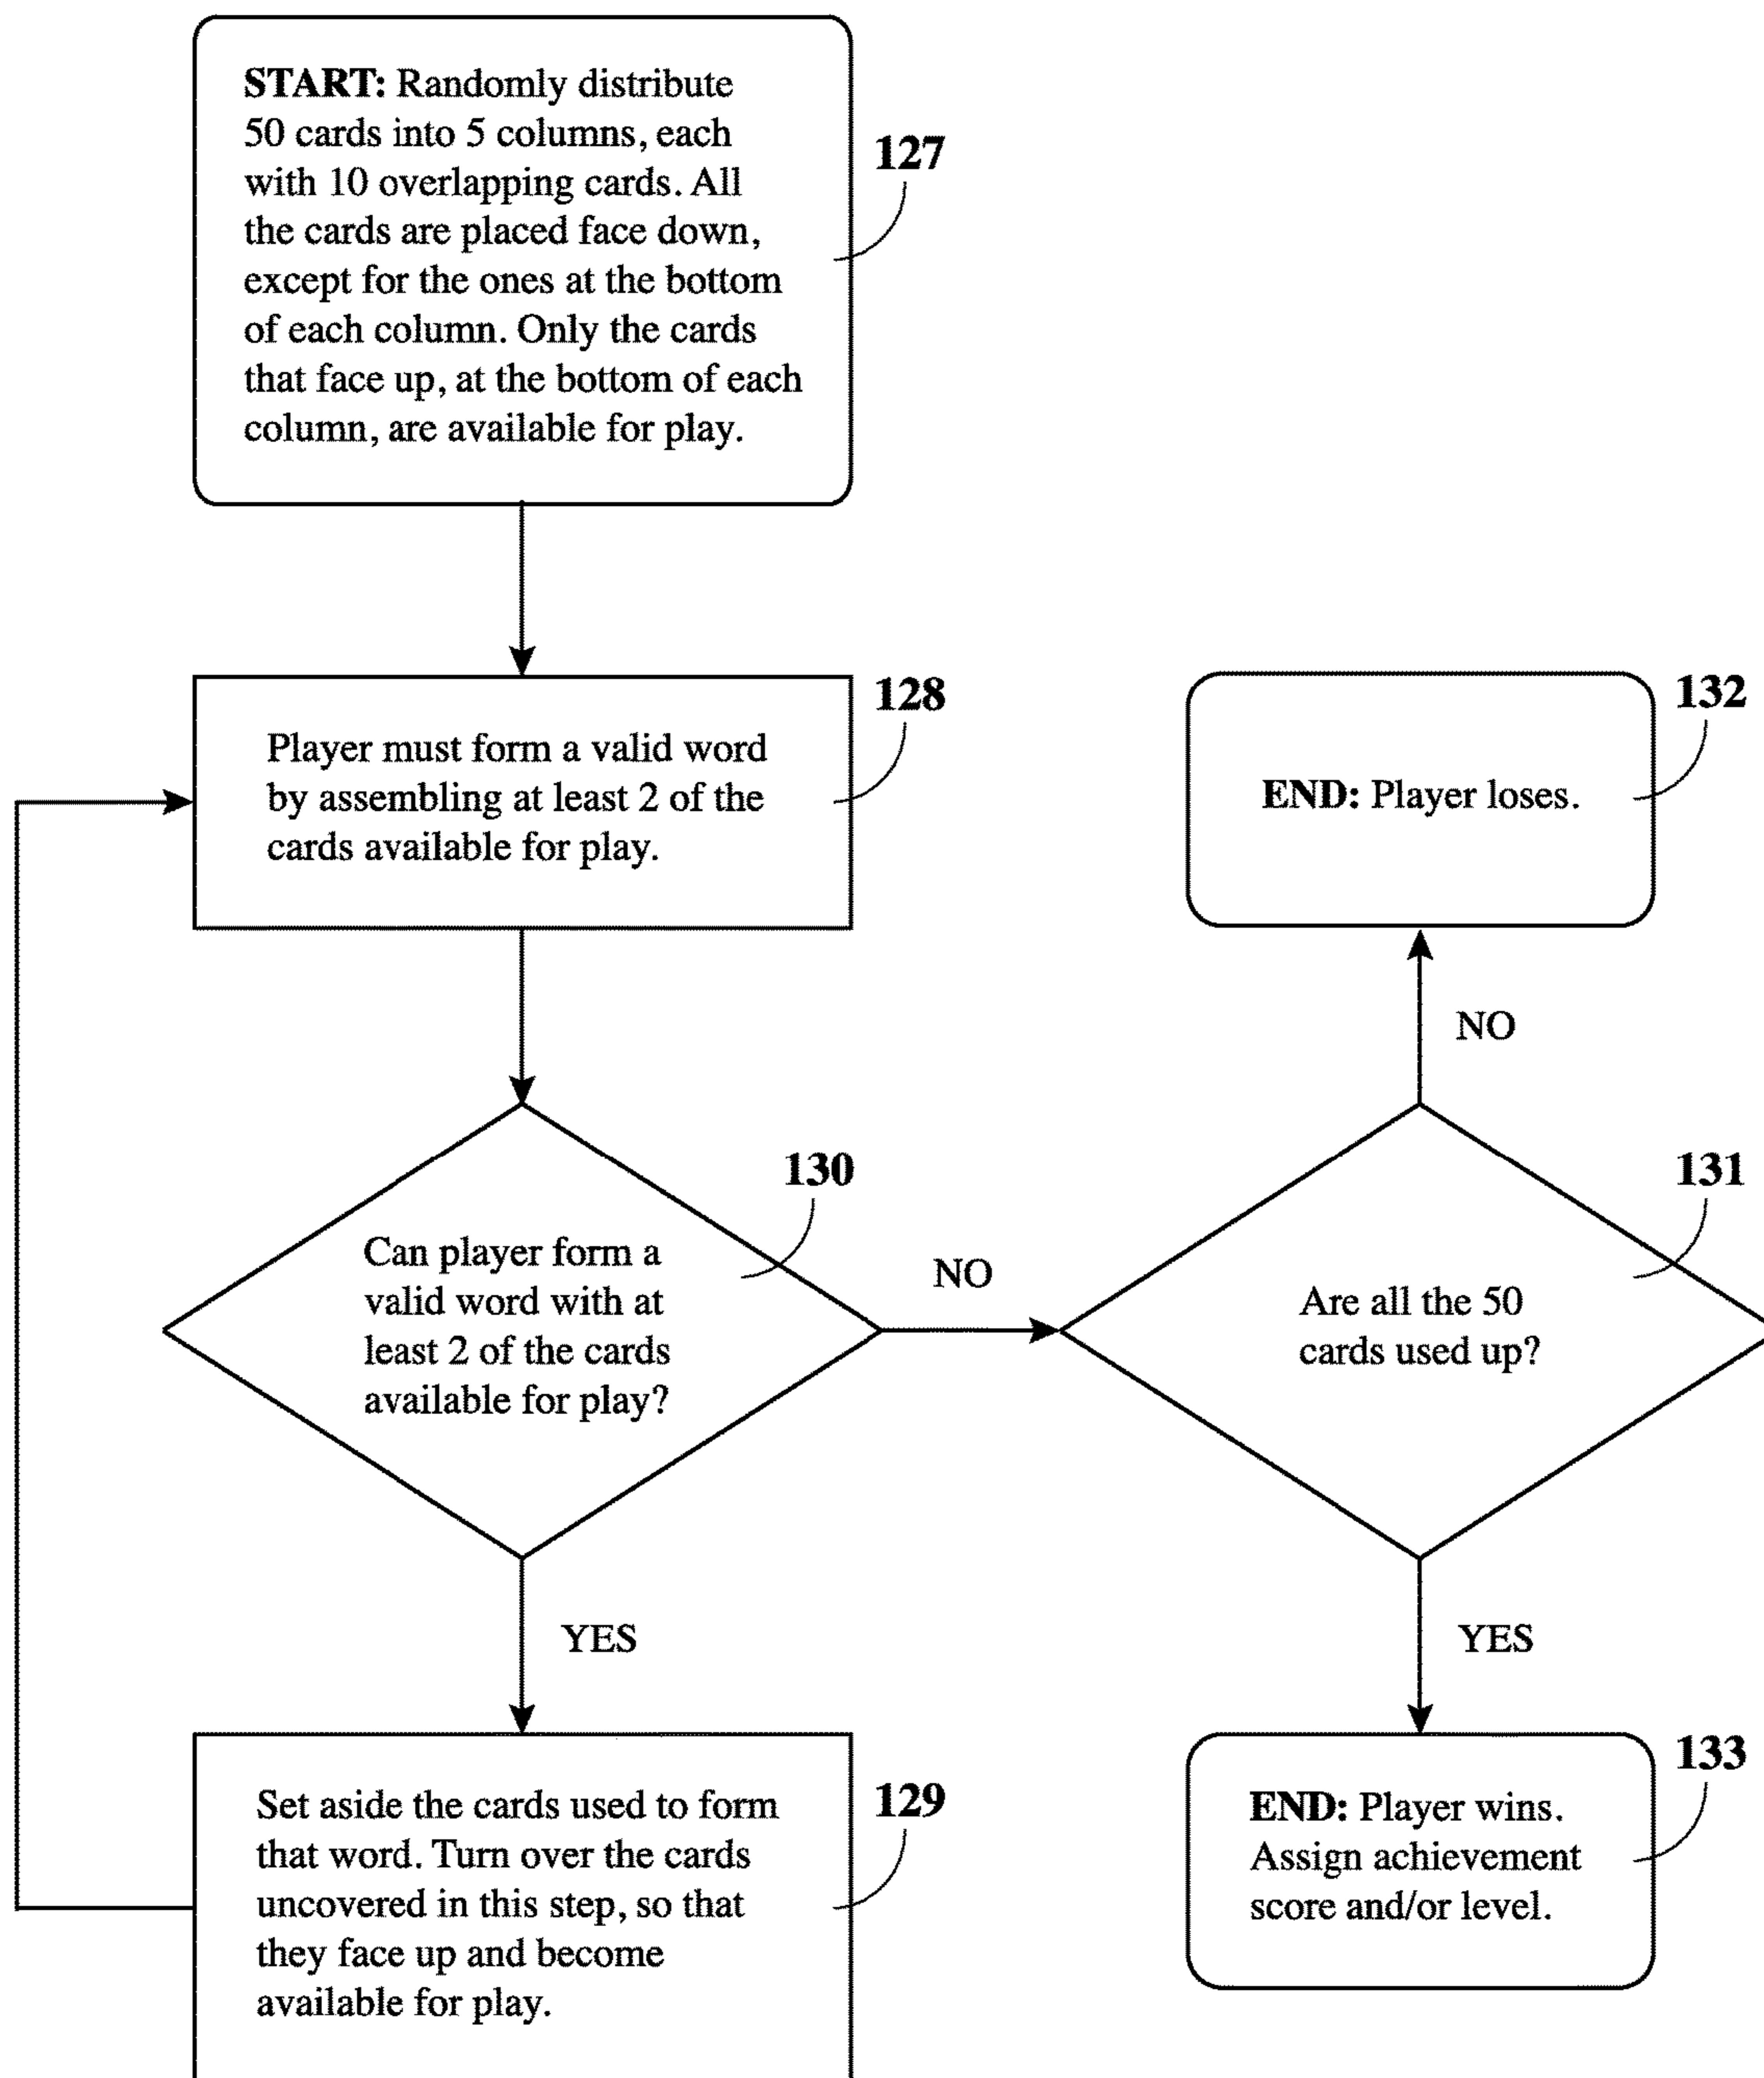 START: Randomly distribute
50 cards into 5 columns, each
with 10 overlapping cards. All
the cards are placed face down,
except for the ones at the bottom
of each column. Only the cards
that face up, at the bottom of each
column, are available for play.
127
Player must form a valid word
by assembling at least 2 of the
cards available for play.
128
END: Player loses.
132
NO
Can player form a
valid word with at
least 2 of the cards
available for play?
130
NO
Are all the 50
cards used up?
131
YES
YES
Set aside the cards used to form
that word. Turn over the cards
uncovered in this step, so that
they face up and become
available for play.
129
END: Player wins.
Assign achievement
score and/or level.
133